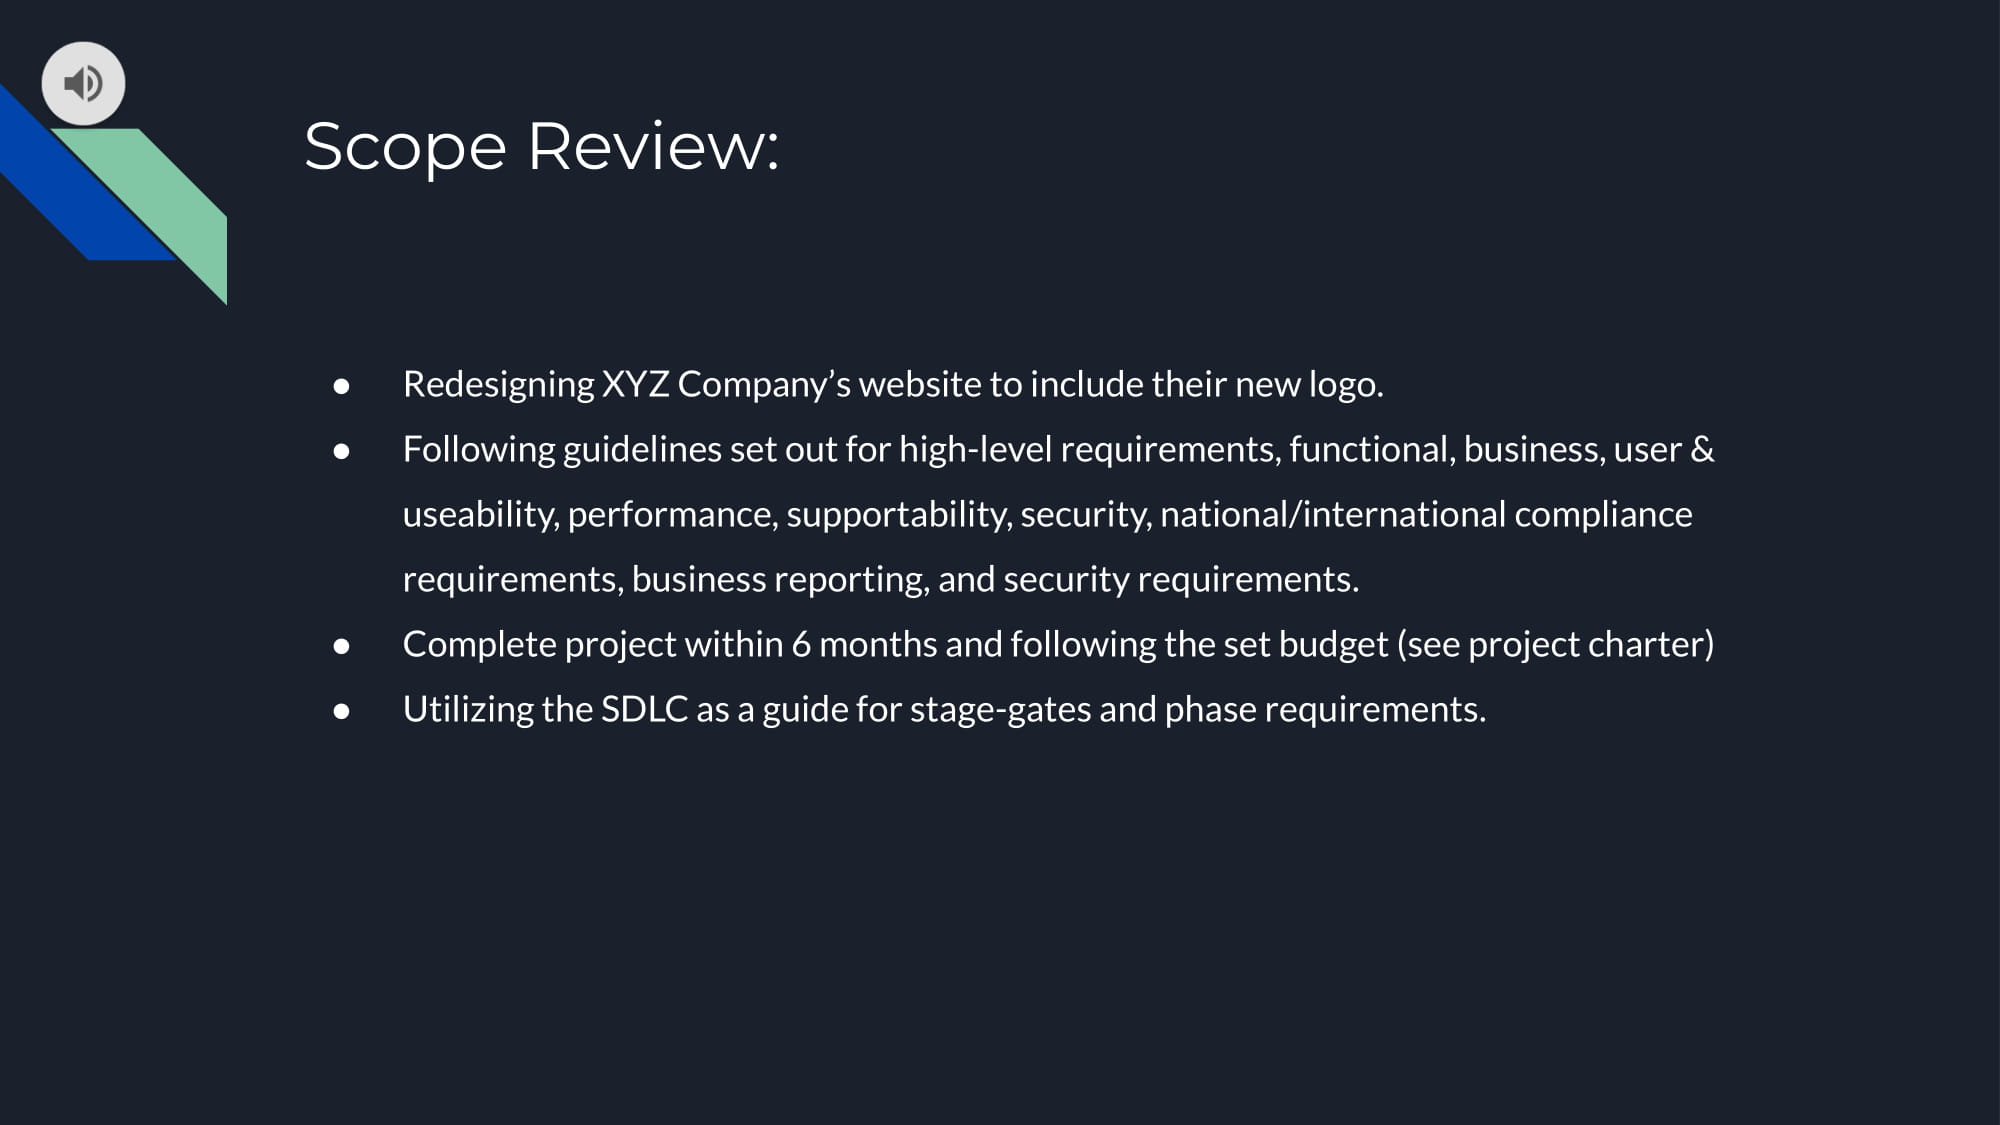 Scope Review:
● Redesigning XYZ Company’s website to include their new logo.
● Following guidelines set out for high-level requirements, functional, business, user &
useability, performance, supportability, security, national/international compliance
requirements, business reporting, and security requirements.
● Complete project within 6 months and following the set budget (see project charter)
● Utilizing the SDLC as a guide for stage-gates and phase requirements.